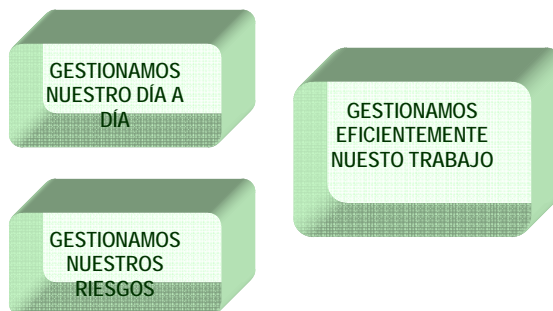 GESTIONAMOS
NUESTRO DÍA A
DÍA
GESTIONAMOS
EFICIENTEMENTE
NUESTO TRABAJO
GESTIONAMOS
NUESTROS
RIESGOS